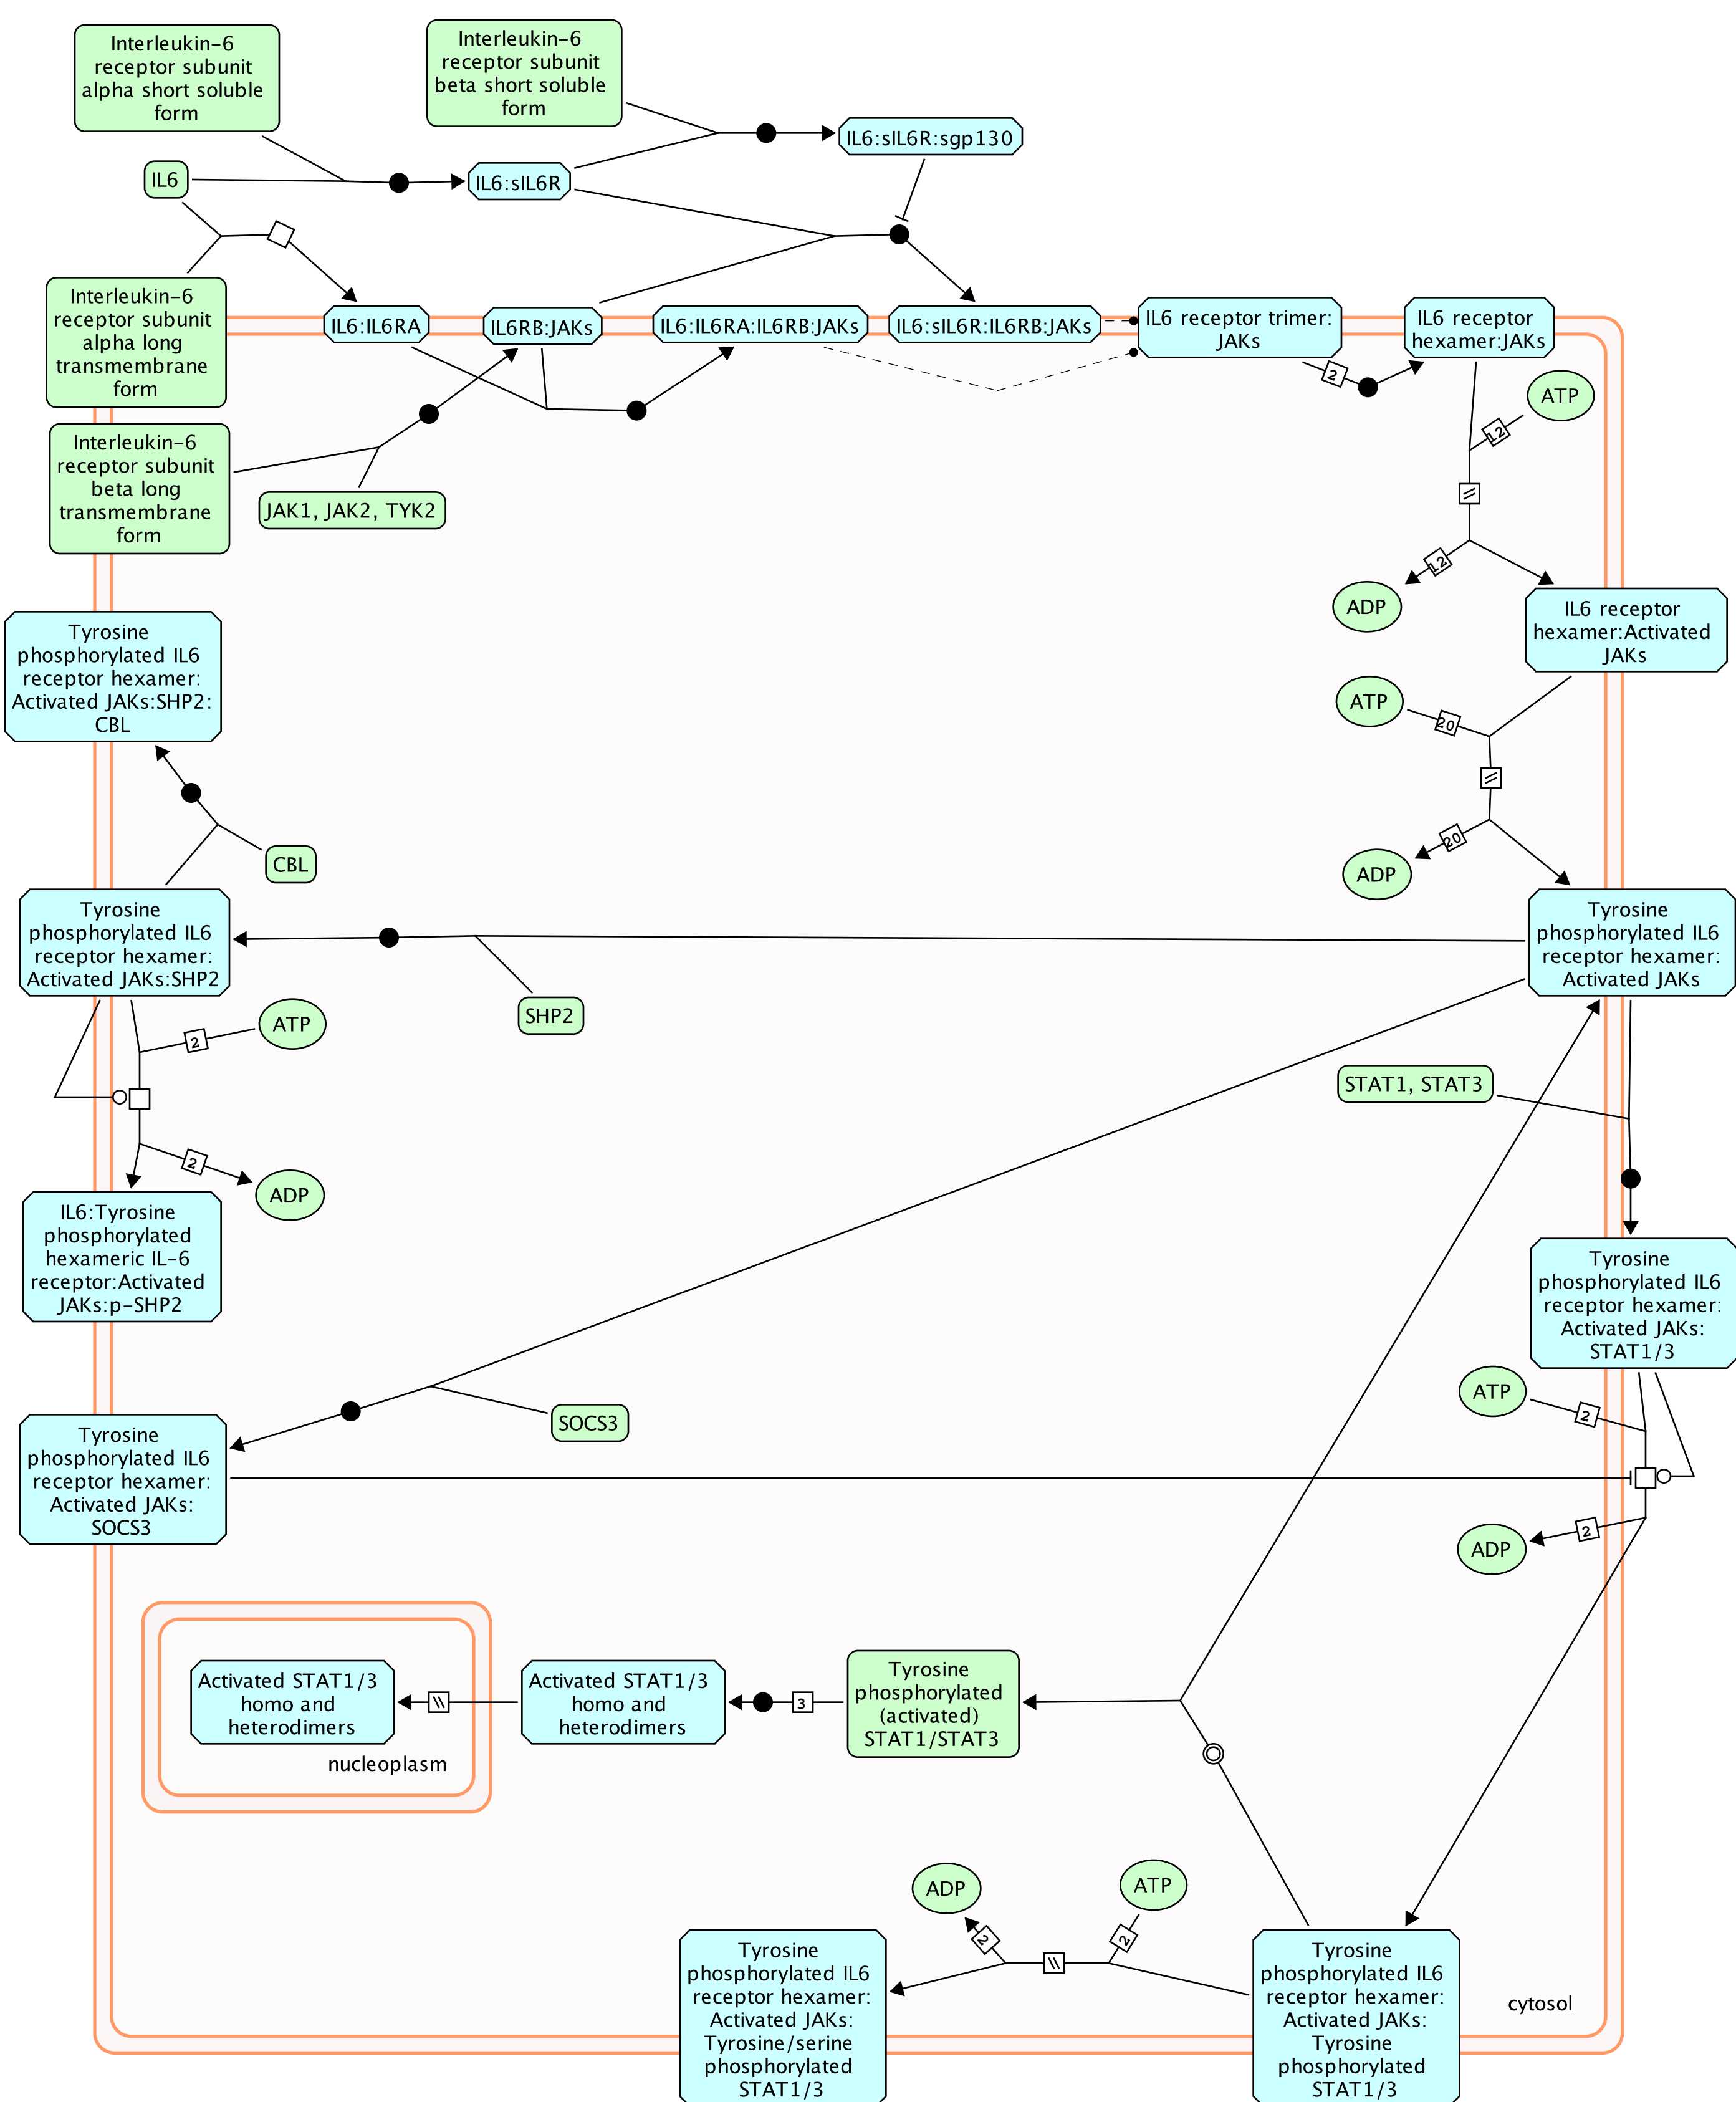 Interleukin-6
receptor subunit
alpha short soluble
form
Interleukin-6
receptor subunit
beta short soluble
form
IL6:sIL6R:sgp130
IL6
IL6:sIL6R
Interleukin-6
receptor subunit
alpha long
transmembrane
form
IL6:IL6RA
IL6RB:JAKs
IL6:IL6RA:IL6RB:JAKs
IL6:sIL6R:IL6RB:JAKs
IL6 receptor trimer:
JAKs
IL6 receptor
hexamer:JAKs
2
ATP
12
Interleukin-6
receptor subunit
beta long
transmembrane
form
JAK1, JAK2, TYK2
12
ADP
IL6 receptor
hexamer:Activated
JAKs
Tyrosine
phosphorylated IL6
receptor hexamer:
Activated JAKs:SHP2:
CBL
ATP
20
20
ADP
CBL
Tyrosine
phosphorylated IL6
receptor hexamer:
Activated JAKs:SHP2
Tyrosine
phosphorylated IL6
receptor hexamer:
Activated JAKs
SHP2
ATP
2
STAT1, STAT3
2
ADP
IL6:Tyrosine
phosphorylated
hexameric IL-6
receptor:Activated
JAKs:p-SHP2
Tyrosine
phosphorylated IL6
receptor hexamer:
Activated JAKs:
STAT1/3
ATP
2
SOCS3
Tyrosine
phosphorylated IL6
receptor hexamer:
Activated JAKs:
SOCS3
2
ADP
Activated STAT1/3
homo and
heterodimers
nucleoplasm
Activated STAT1/3
homo and
heterodimers
3
Tyrosine
phosphorylated
(activated)
STAT1/STAT3
ADP
ATP
2
2
Tyrosine
phosphorylated IL6
receptor hexamer:
Activated JAKs:
Tyrosine/serine
phosphorylated
STAT1/3
Tyrosine
phosphorylated IL6
receptor hexamer:
Activated JAKs:
Tyrosine
phosphorylated
STAT1/3
cytosol